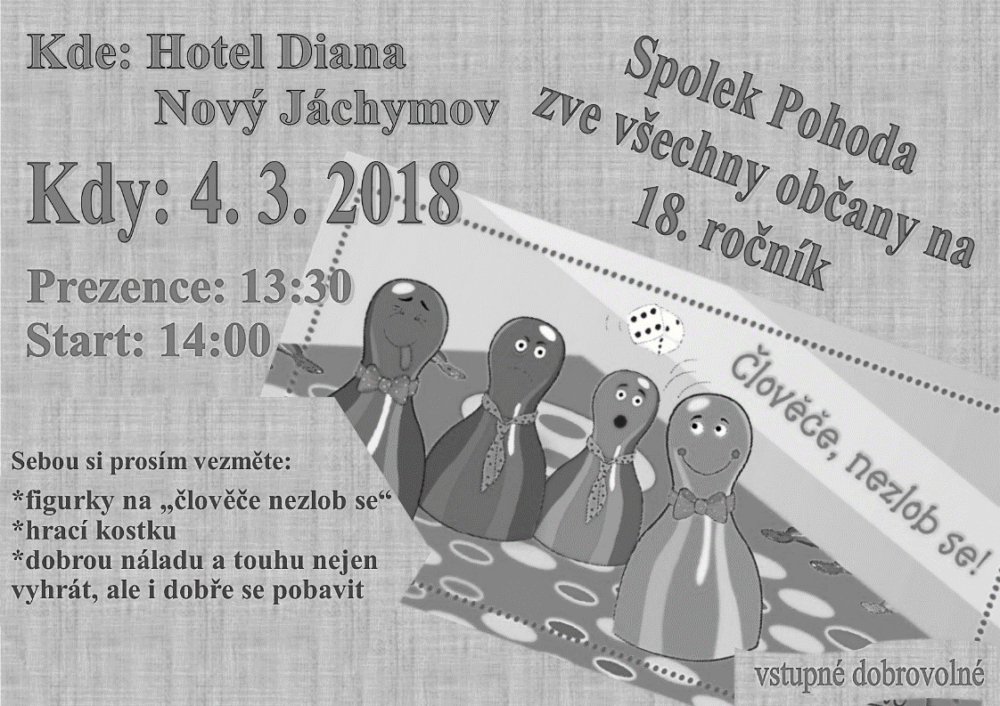 Kde: Hotel Diana
Nový Jáchymov
Kdy: 4. 3. 2018
Prezence: 13:30
Start: 14:00
Spolek Pohoda
zve všechny občany na
18. ročník
Člověče, nezlob se!
Sebou si prosím vezměte:
*figurky na „člověče nezlob se“
*hrací kostku
*dobrou náladu a touhu nejen
vyhrát, ale i dobře se pobavit
vstupné dobrovolné